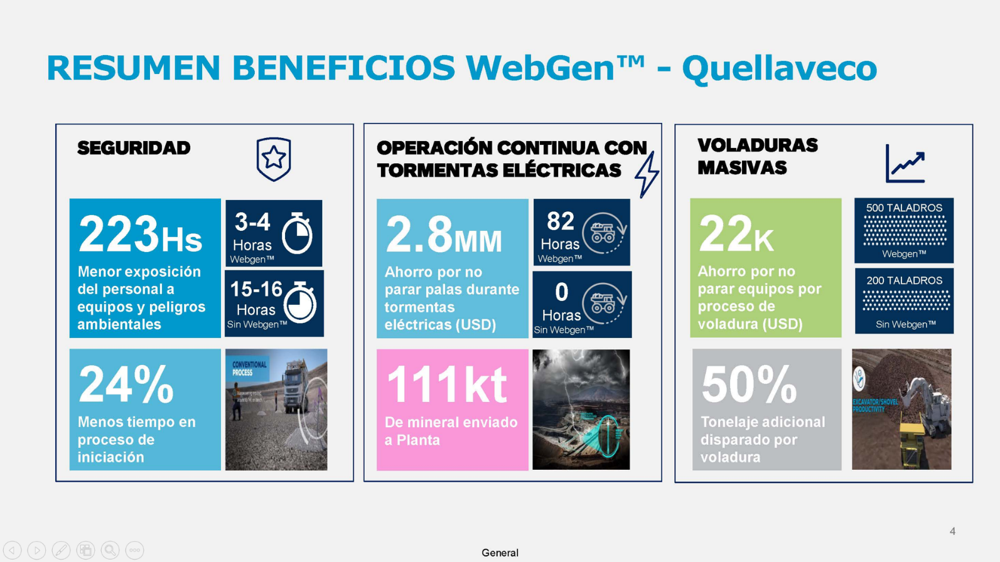 RESUMEN BENEFICIOS WebGen™ - Quellaveco
SEGURIDAD
223Hs
Menor exposición
del personal a
equipos y peligros
ambientales
3-4
Horas
Webgen™
15-16
Horas
Sin Webgen™
24%
Menos tiempo en
proceso de
iniciación
CONVENTIONAL
PROCESS
OPERACIÓN CONTINUA CON
TORMENTAS ELÉCTRICAS
2.8MM
Ahorro por no
parar palas durante
tormentas
eléctricas (USD)
82
Horas
Webgen™
0
Horas
Sin Webgen™
111kt
De mineral enviado
a Planta
VOLADURAS
MASIVAS
22K
Ahorro por no
parar equipos por
proceso de
voladura (USD)
500 TALADROS
Webgen™
200 TALADROS
Sin Webgen™
50%
Tonelaje adicional
disparado por
voladura
EXCAVATOR/SHOVEL
PRODUCTIVITY
4
General